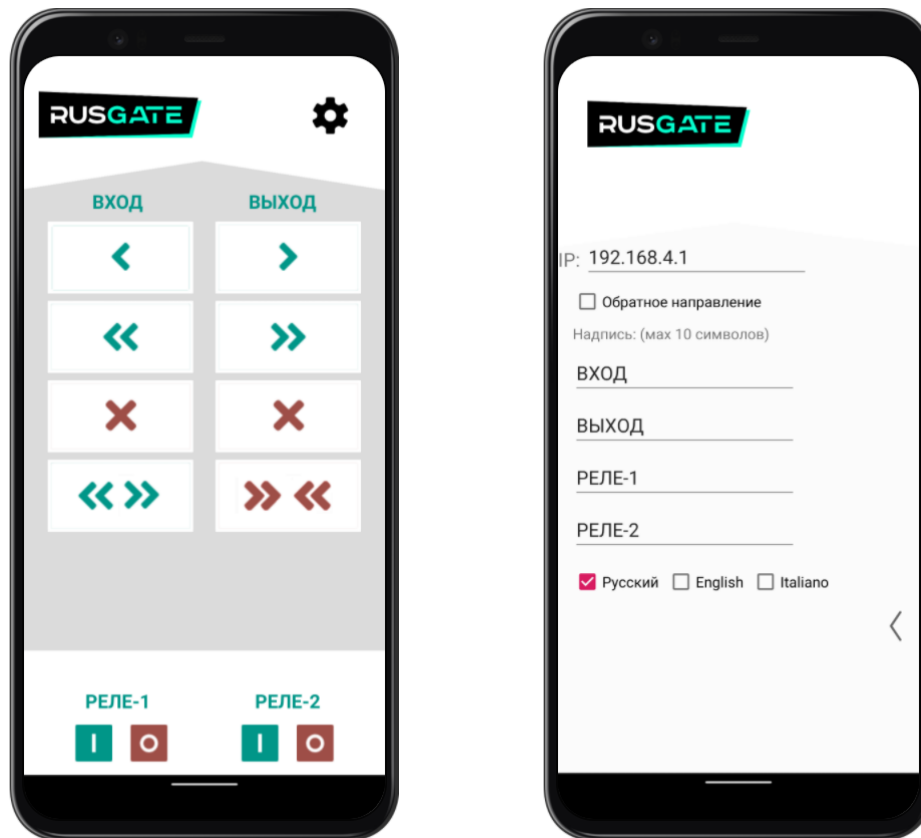 RUSGATE
ВХОД ВЫХОД
РЕЛЕ-1 РЕЛЕ-2
I O I O
RUSGATE
IP: 192.168.4.1
Обратное направление
Надпись: (мах 10 символов)
ВХОД
ВЫХОД
РЕЛЕ-1
РЕЛЕ-2
Русский English Italiano